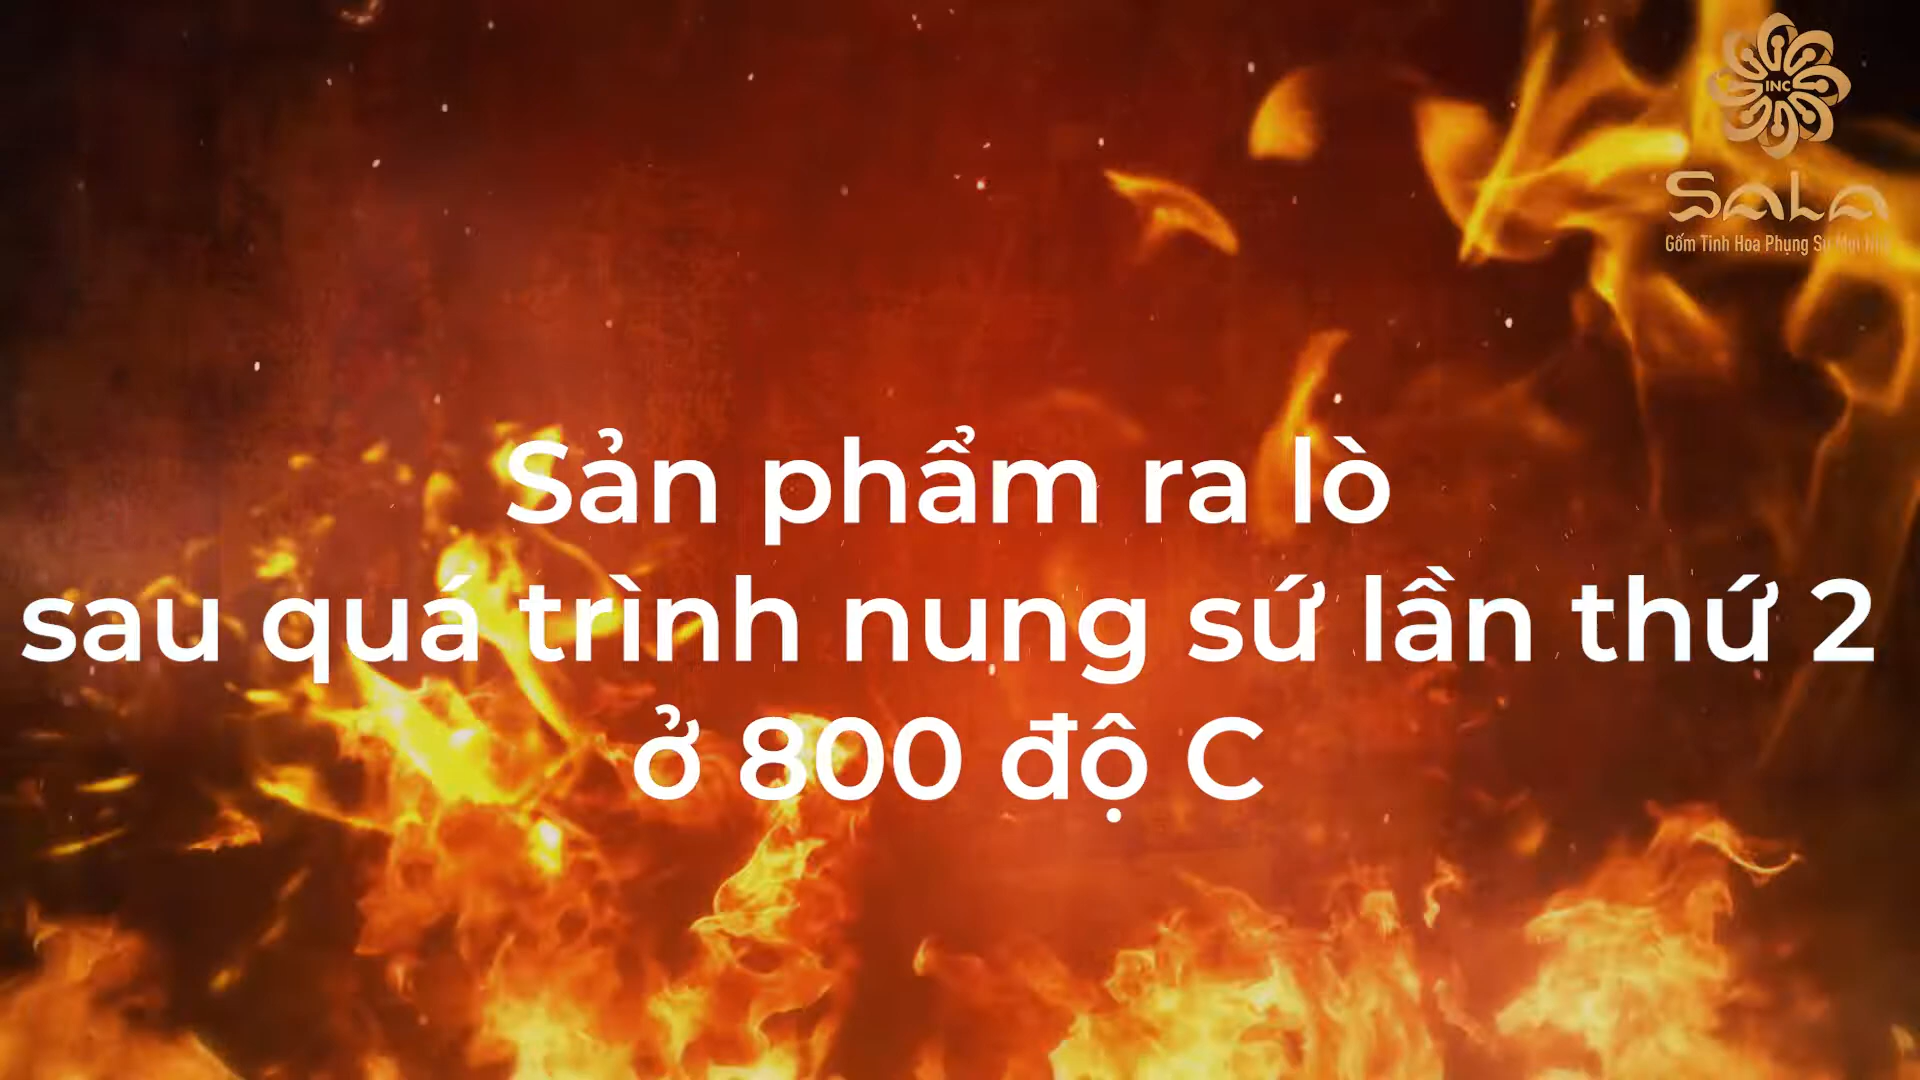 INC
SALA
Gốm Tinh Hoa Phụng Sự
Sản phẩm ra lò
sau quá trình nung sứ lần thứ 2
ở 800 độ C